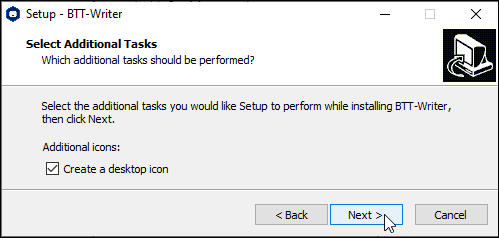 Setup - BTT-Writer
Select Additional Tasks
Which additional tasks should be performed?
Select the additional tasks you would like Setup to perform while installing BTT-Writer,
then click Next.
Additional icons:
Create a desktop icon
< Back
Next >
Cancel